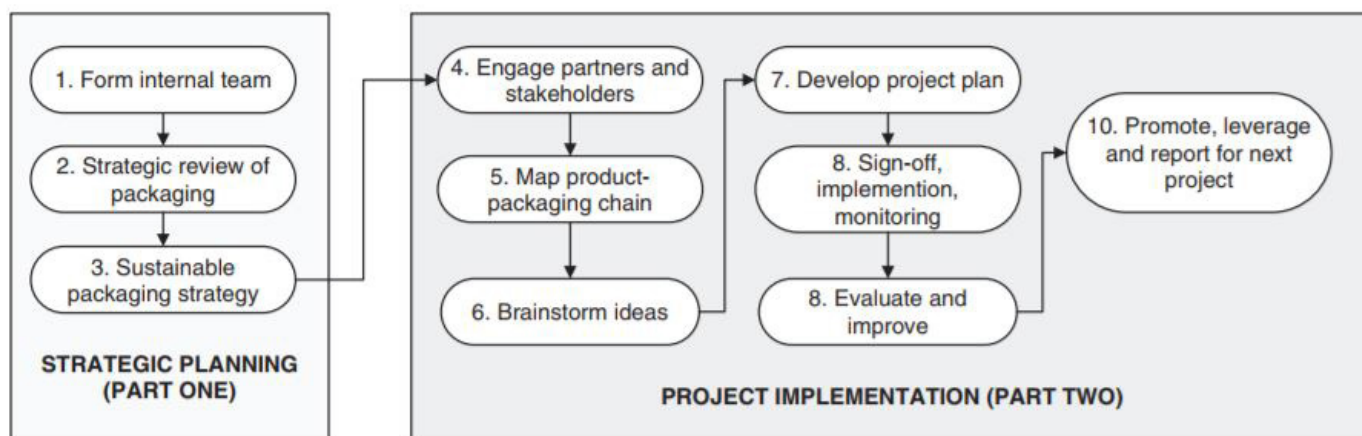 1. Form internal team
2. Strategic review of
packaging
3. Sustainable
packaging strategy
STRATEGIC PLANNING
(PART ONE)
4. Engage partners and
stakeholders
5. Map product-
packaging chain
6. Brainstorm ideas
7. Develop project plan
8. Sign-off,
implemention,
monitoring
8. Evaluate and
improve
10. Promote, leverage
and report for next
project
PROJECT IMPLEMENTATION (PART TWO)